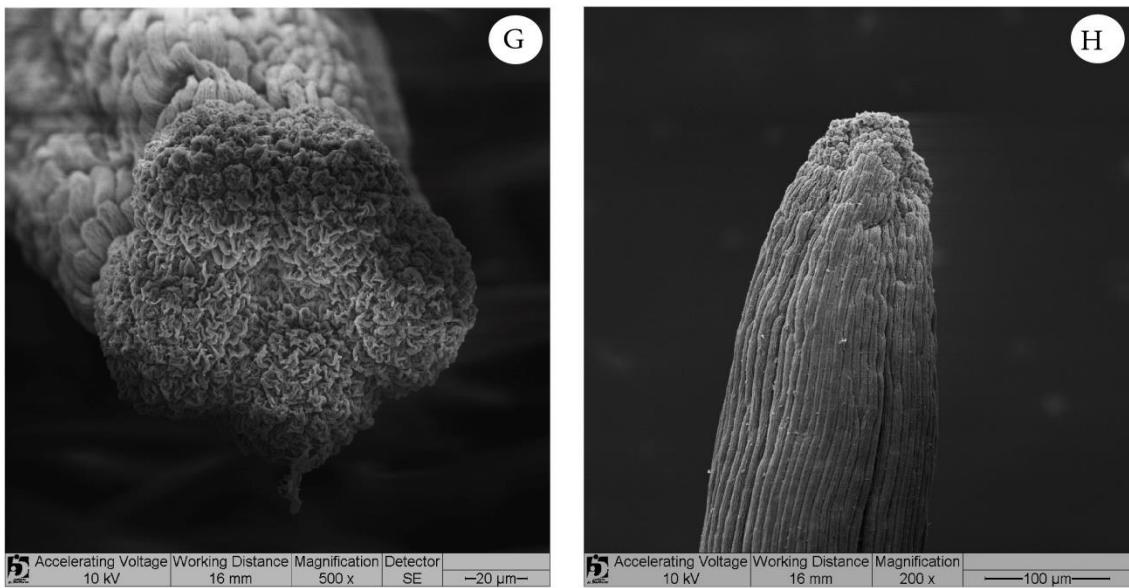 G
Accelerating Voltage Working Distance Magnification Detector
10 kV 16 mm 500 x SE 20 µm
H
Accelerating Voltage Working Distance Magnification
10 kV 16 mm 200 x 100 µm